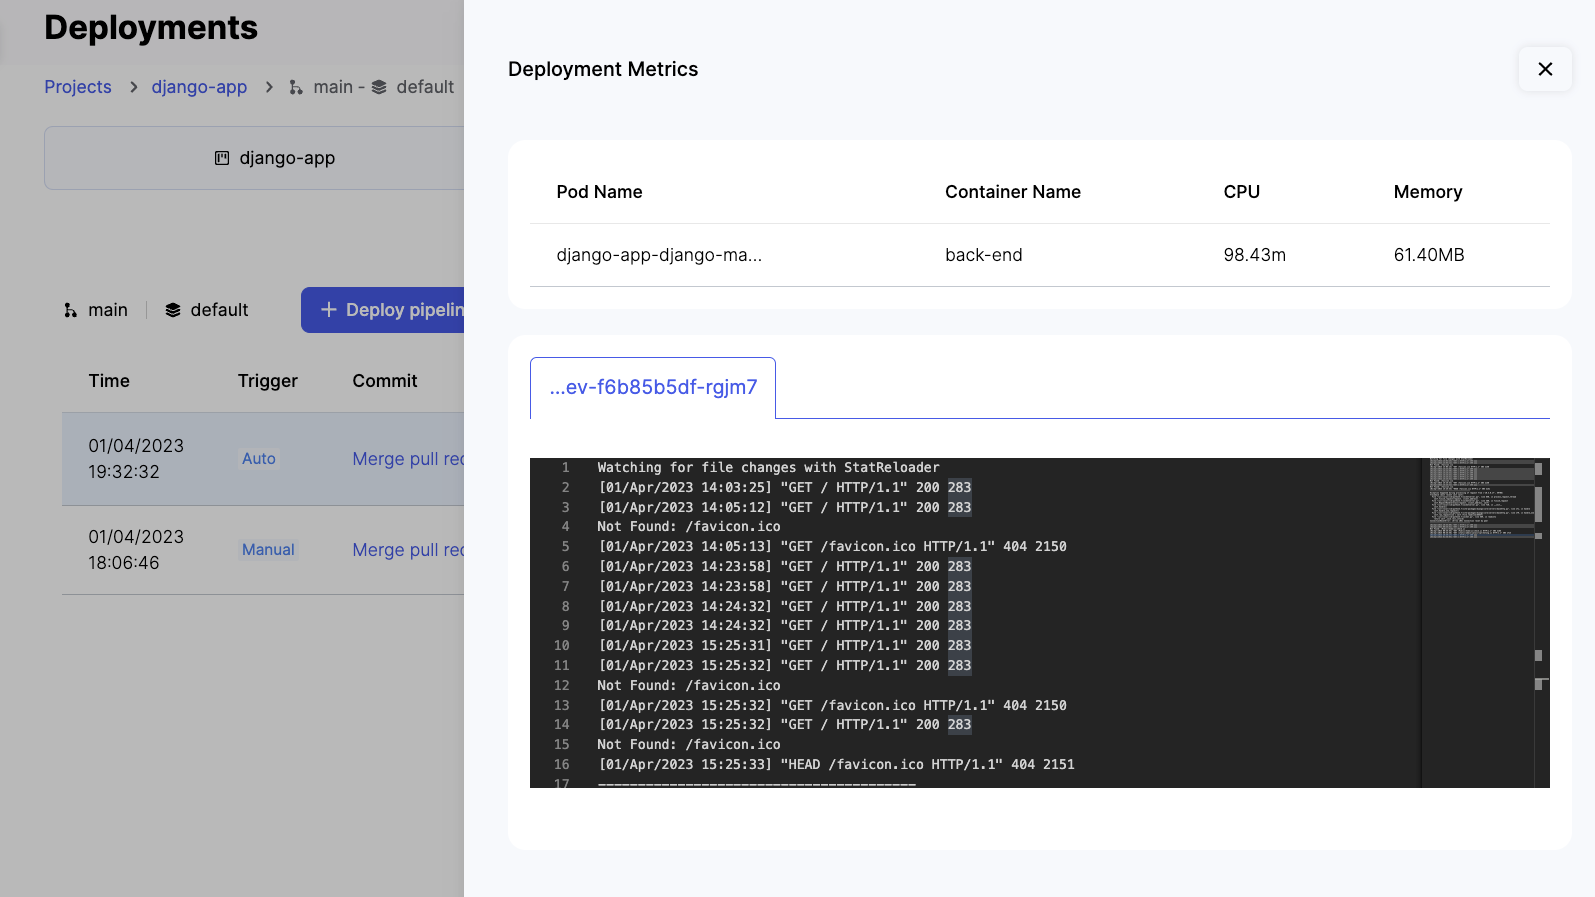 Deployments
Projects > django-app > main - default
django-app
main default + Deploy pipelin
Time Trigger Commit
01/04/2023
19:32:32
Auto Merge pull rec
01/04/2023
18:06:46
Manual Merge pull rec
Deployment Metrics
Pod Name Container Name CPU Memory
django-app-django-ma... back-end 98.43m 61.40MB
...ev-f6b85b5df-rgjm7
1 Watching for file changes with StatReloader
2 [01/Apr/2023 14:03:25] "GET / HTTP/1.1" 200 283
3 [01/Apr/2023 14:05:12] "GET / HTTP/1.1" 200 283
4 Not Found: /favicon.ico
5 [01/Apr/2023 14:05:13] "GET /favicon.ico HTTP/1.1" 404 2150
6 [01/Apr/2023 14:23:58] "GET / HTTP/1.1" 200 283
7 [01/Apr/2023 14:23:58] "GET / HTTP/1.1" 200 283
8 [01/Apr/2023 14:24:32] "GET / HTTP/1.1" 200 283
9 [01/Apr/2023 14:24:32] "GET / HTTP/1.1" 200 283
10 [01/Apr/2023 15:25:31] "GET / HTTP/1.1" 200 283
11 [01/Apr/2023 15:25:32] "GET / HTTP/1.1" 200 283
12 Not Found: /favicon.ico
13 [01/Apr/2023 15:25:32] "GET /favicon.ico HTTP/1.1" 404 2150
14 [01/Apr/2023 15:25:32] "GET / HTTP/1.1" 200 283
15 Not Found: /favicon.ico
16 [01/Apr/2023 15:25:33] "HEAD /favicon.ico HTTP/1.1" 404 2151
17 ----------------------------------------